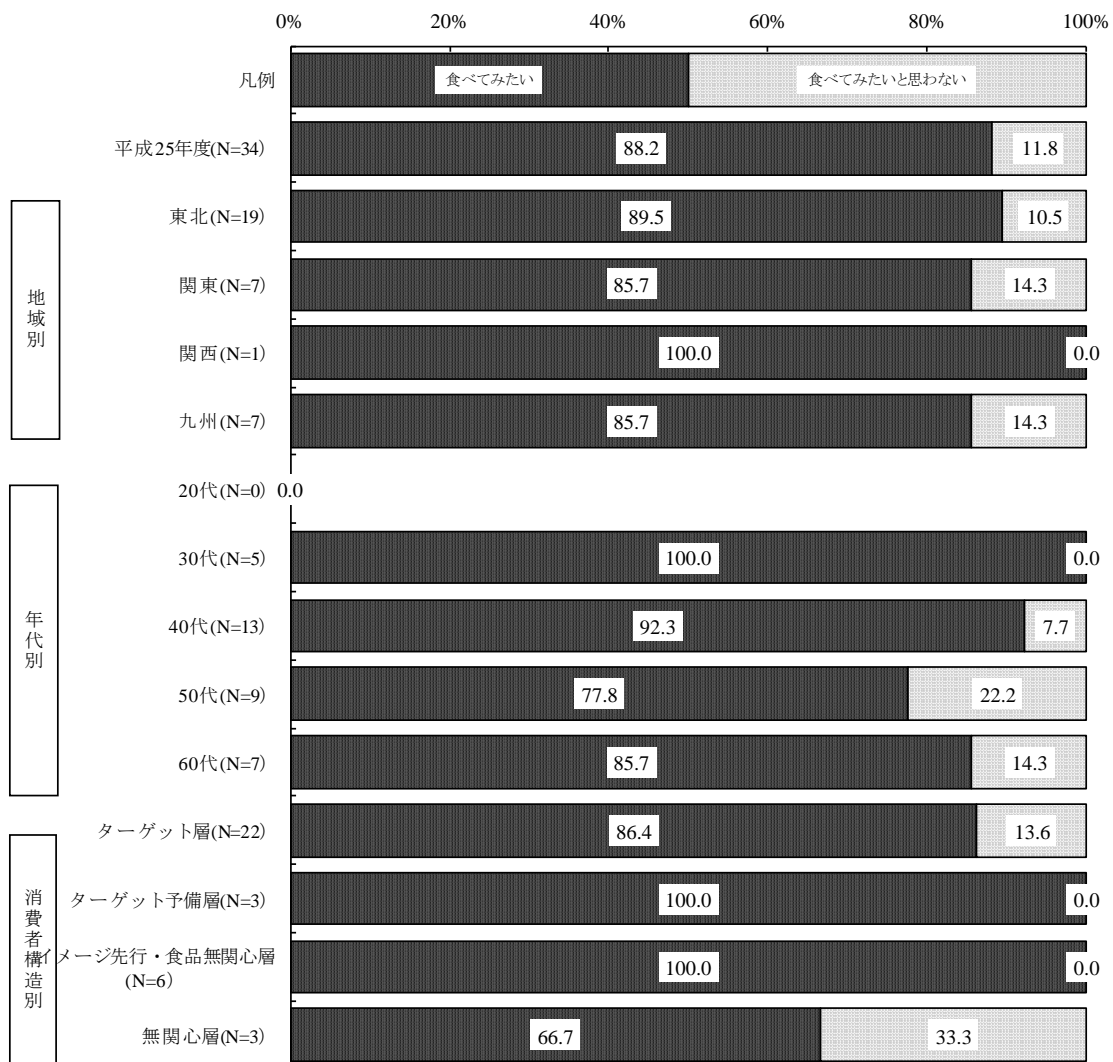 0% 20% 40% 60% 80% 100%
凡例 食べてみたい 食べてみたいと思わない
平成25年度(N=34) 88.2 11.8
地域別
東北(N=19) 89.5 10.5
関東(N=7) 85.7 14.3
関西(N=1) 100.0 0.0
九州(N=7) 85.7 14.3
年代別
20代(N=0) 0.0
30代(N=5) 100.0 0.0
40代(N=13) 92.3 7.7
50代(N=9) 77.8 22.2
60代(N=7) 85.7 14.3
消費者構造別
ターゲット層(N=22) 86.4 13.6
ターゲット予備層(N=3) 100.0 0.0
イメージ先行・食品無関心層 100.0 0.0
(N=6)
無関心層(N=3) 66.7 33.3